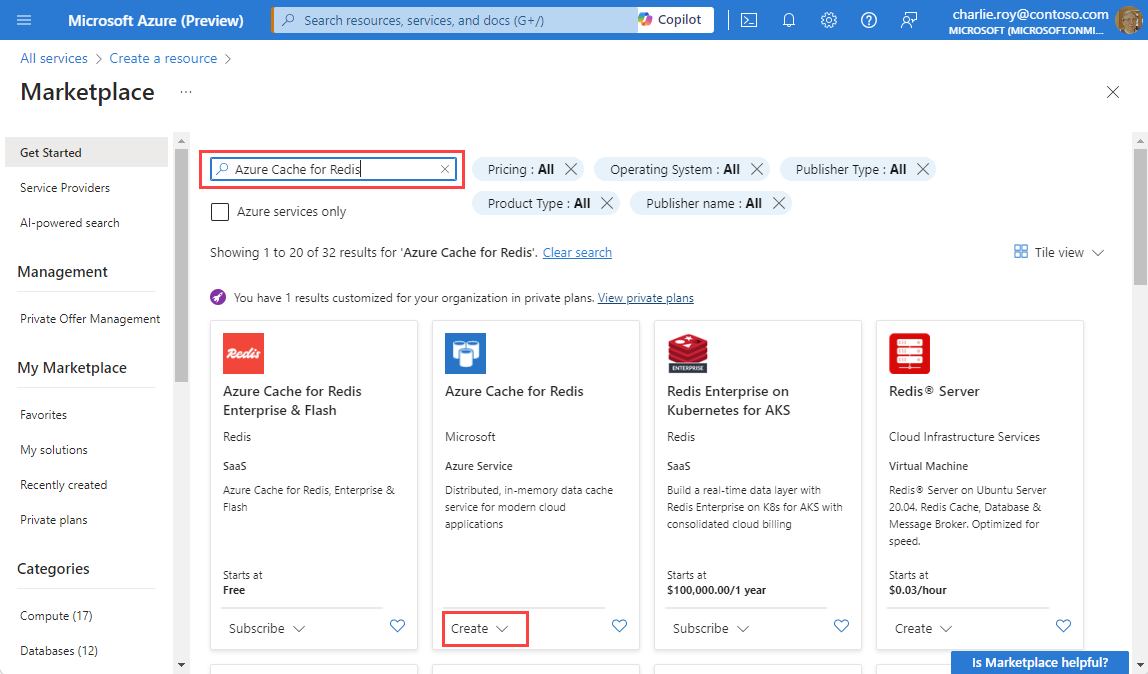 Microsoft Azure (Preview)
Search resources, services, and docs (G+/)
Copilot
charlie.roy@contoso.com
MICROSOFT (MICROSOFT.ONMI...
All services > Create a resource >
Marketplace ...
Get Started
Service Providers
AI-powered search
Management
Private Offer Management
My Marketplace
Favorites
My solutions
Recently created
Private plans
Categories
Compute (17)
Databases (12)
Azure Cache for Redis
Pricing : All
Operating System : All
Publisher Type : All
Product Type : All
Publisher name : All
Azure services only
Showing 1 to 20 of 32 results for 'Azure Cache for Redis'. Clear search
Tile view
You have 1 results customized for your organization in private plans. View private plans
Redis
Azure Cache for Redis
Enterprise & Flash
Redis
SaaS
Azure Cache for Redis, Enterprise &
Flash
Starts at
Free
Subscribe
Azure Cache for Redis
Microsoft
Azure Service
Distributed, in-memory data cache
service for modern cloud
applications
Create
ENTERPRISE
Redis Enterprise on
Kubernetes for AKS
Redis
SaaS
Build a real-time data layer with
Redis Enterprise on K8s for AKS with
consolidated cloud billing
Starts at
$100,000.00/1 year
Subscribe
Redis® Server
Cloud Infrastructure Services
Virtual Machine
Redis® Server on Ubuntu Server
20.04. Redis Cache, Database &
Message Broker. Optimized for
speed.
Starts at
$0.03/hour
Create
Is Marketplace helpful?